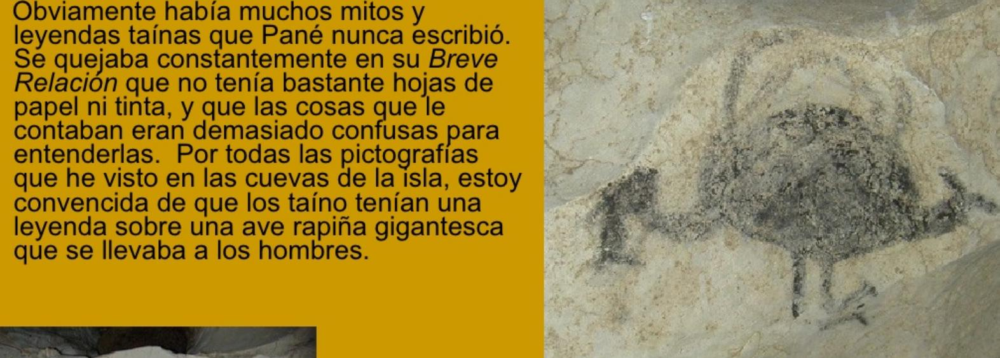 Obviamente había muchos mitos y
leyendas taínas que Pané nunca escribió.
Se quejaba constantemente en su Breve
Relación que no tenía bastante hojas de
papel ni tinta, y que las cosas que le
contaban eran demasiado confusas para
entenderlas.  Por todas las pictografías
que he visto en las cuevas de la isla, estoy
convencida de que los taíno tenían una
leyenda sobre una ave rapiña gigantesca
que se llevaba a los hombres.